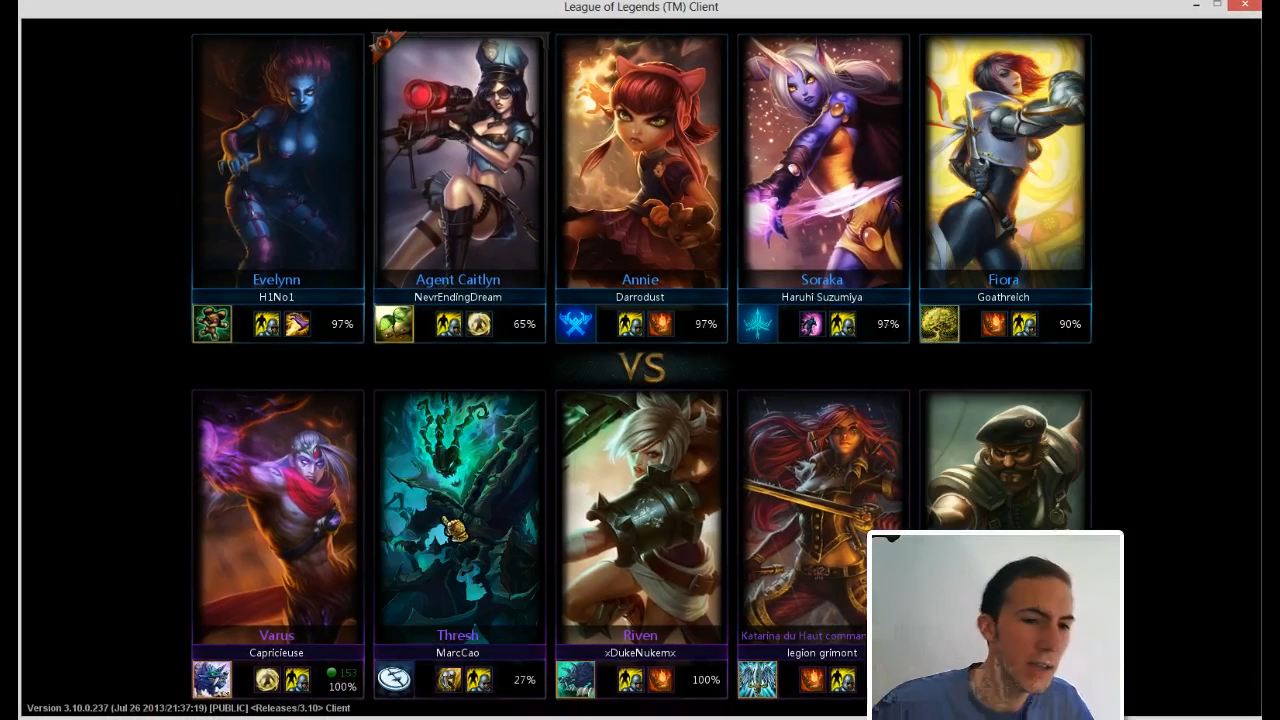 League of Legends (TM) Client
Evelynn
Agent Caitlyn
Annie
Soraka
Fiora
H1No1
NevrEndingDream
Darrodust
Haruhi Suzumiya
Goathreich
97%
65%
97%
97%
90%
VS
Varus
Thresh
Riven
Katarina du Haut comman
Capricieuse
MarcCao
xDukeNukemx
legion grimont
153
100%
27%
100%
Version 3.10.0.237 (Jul 26 2013/21:37:19) [PUBLIC] <Releases/3.10> Client